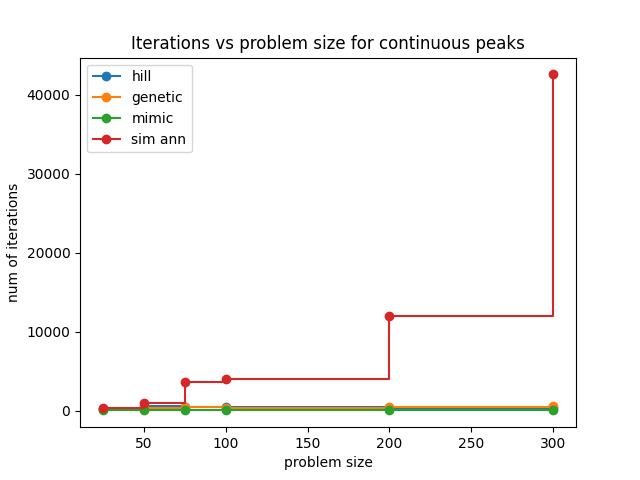 Iterations vs problem size for continuous peaks
hill
genetic
mimic
sim ann
num of iterations
40000
30000
20000
10000
0
50
100
150
200
250
300
problem size